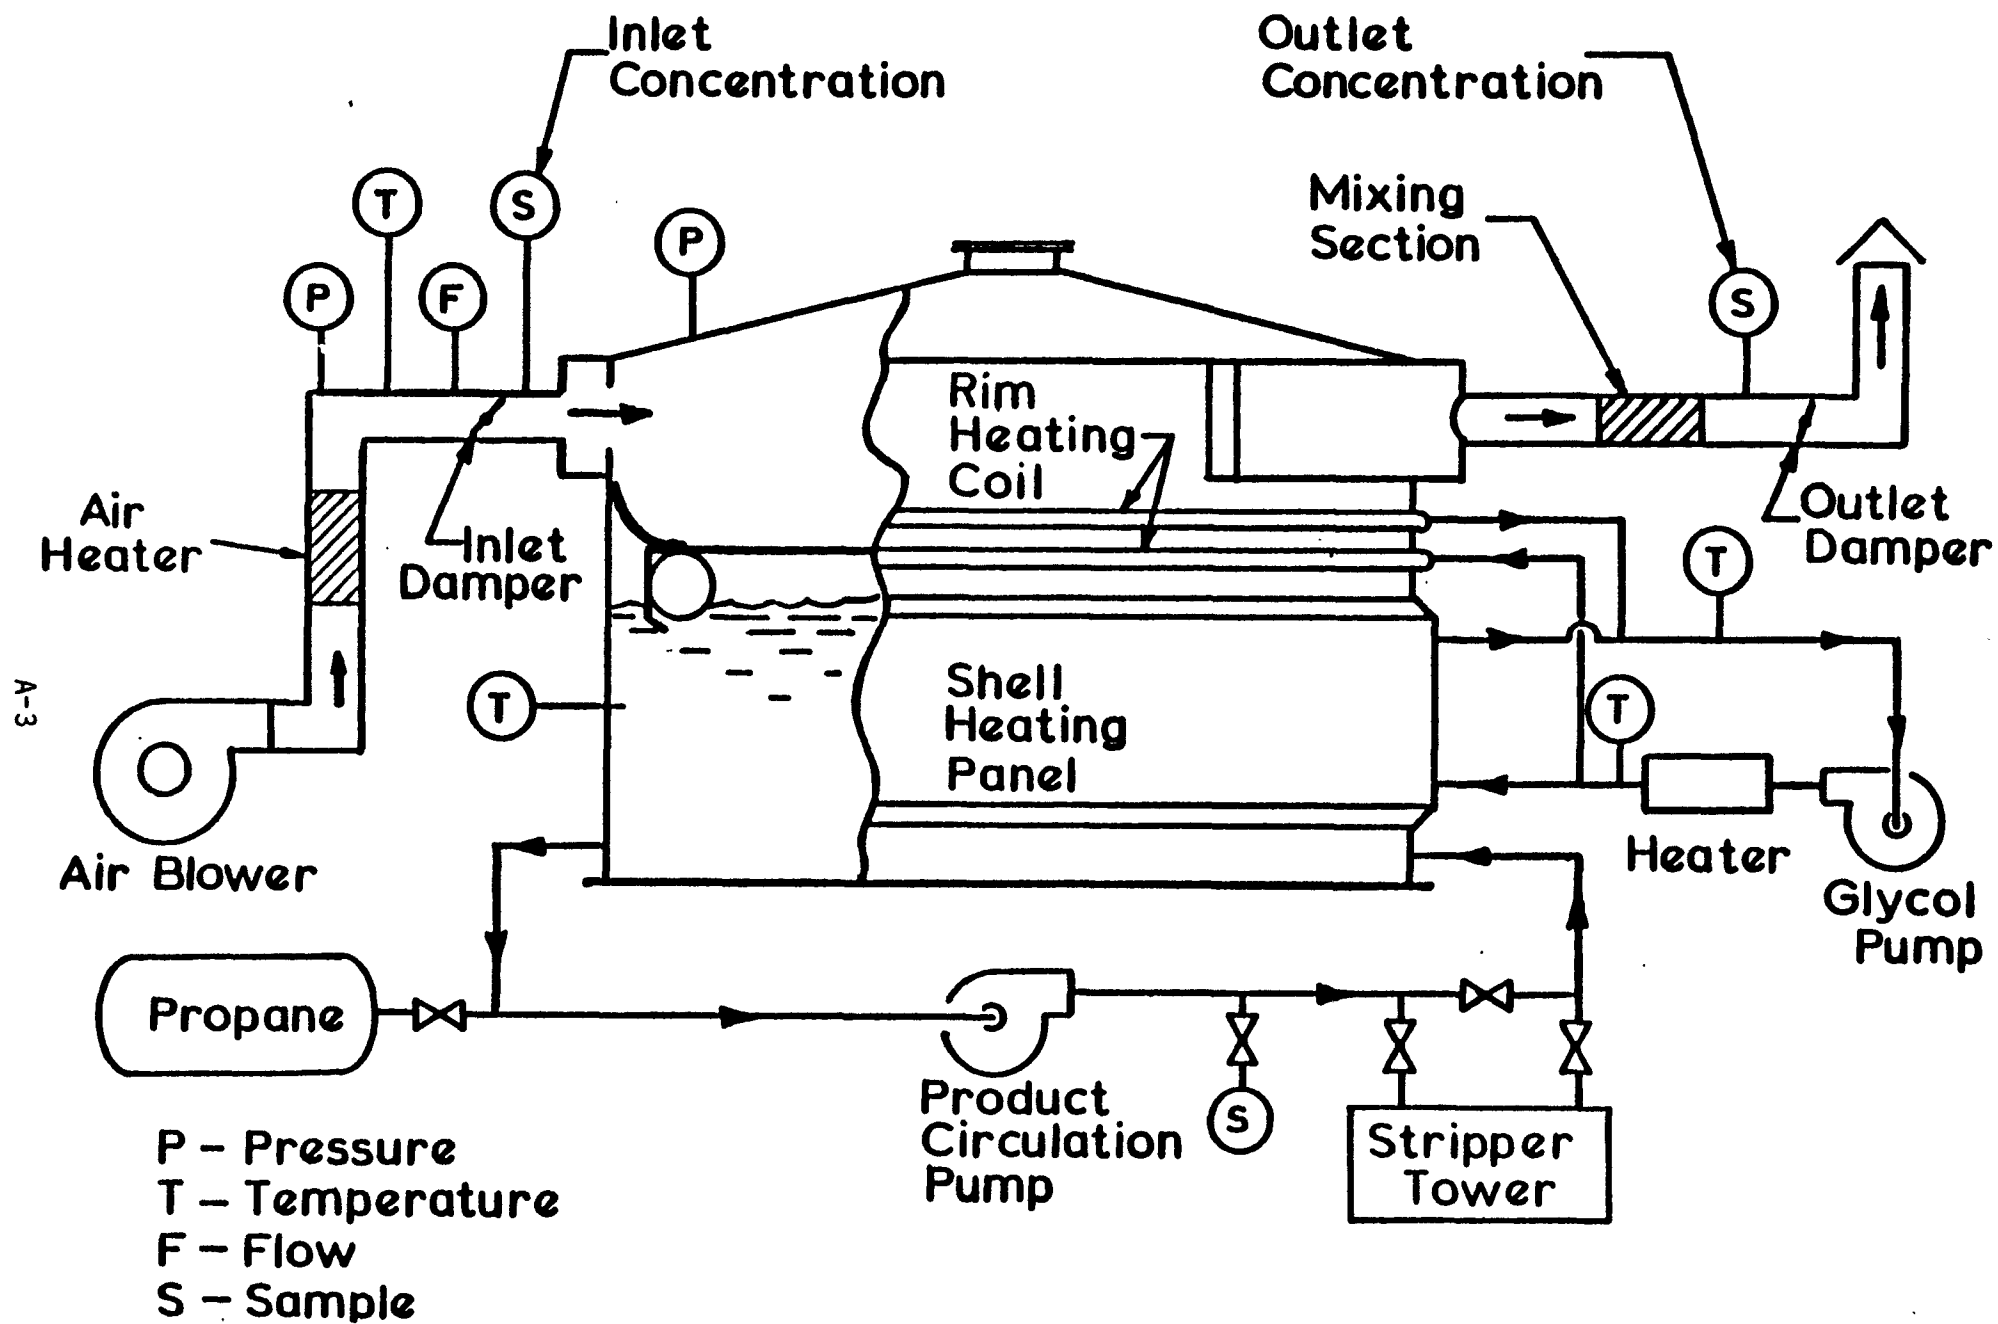 Inlet
Concentration
Outlet
Concentration
Mixing
Section
T
S
P
P
F
S
Rim
Heating
Coil
Air
Heater
Inlet
Damper
Outlet
Damper
T
A-3
T
Shell
Heating
Panel
T
Air Blower
Heater
Glycol
Pump
Propane
Product
Circulation
Pump
S
Stripper
Tower
P – Pressure
T – Temperature
F – Flow
S – Sample